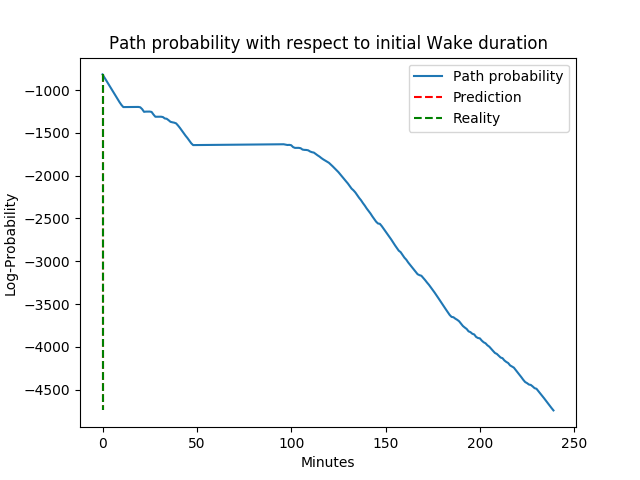 Path probability with respect to initial Wake duration
Path probability
Prediction
Reality
Log-Probability
−1000
−1500
−2000
−2500
−3000
−3500
−4000
−4500
0 50 100 150 200 250
Minutes